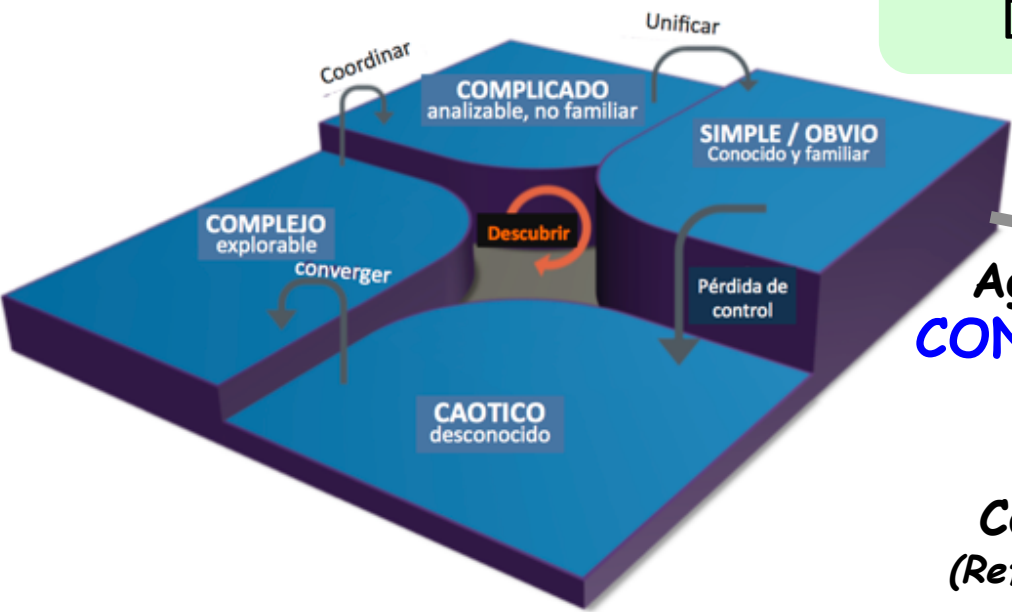 Unificar
Coordinar
COMPLICADO
analizable, no familiar
SIMPLE / OBVIO
Conocido y familiar
COMPLEJO
explorable
converger
Descubrir
Pérdida de
control
CAOTICO
desconocido